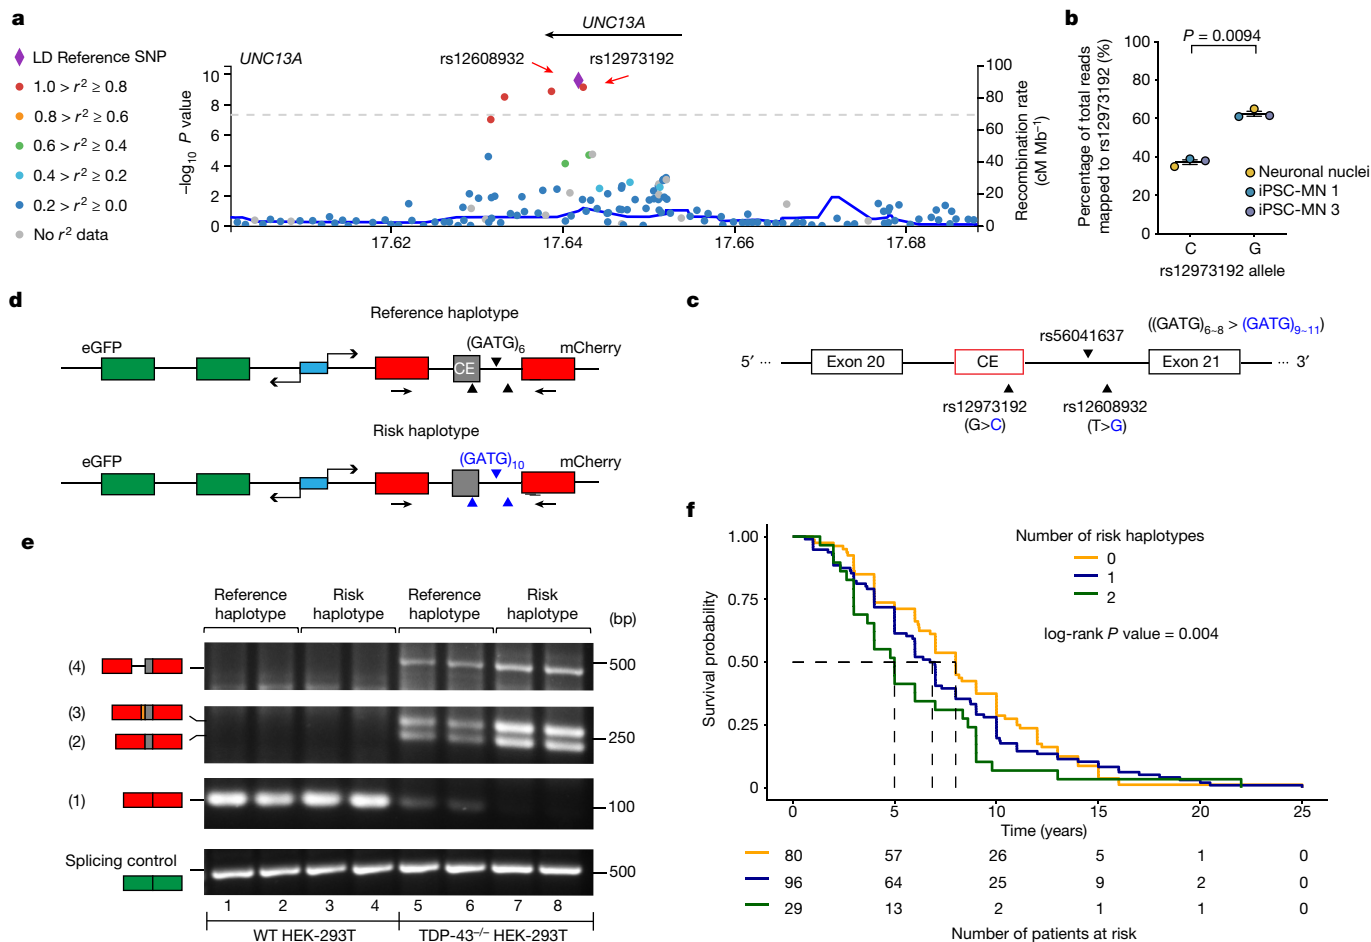 a
UNC13A
LD Reference SNP
1.0 > r² ≥ 0.8
0.8 > r² ≥ 0.6
0.6 > r² ≥ 0.4
0.4 > r² ≥ 0.2
0.2 > r² ≥ 0.0
No r² data
UNC13A
rs12608932
rs12973192
–log₁₀ P value
10
8
6
4
2
0
100
80
60
40
20
0
Recombination rate
(cM Mb⁻¹)
17.62
17.64
17.66
17.68
b
P = 0.0094
Percentage of total reads
mapped to rs12973192 (%)
100
80
60
40
20
0
Neuronal nuclei
iPSC-MN 1
iPSC-MN 3
C
G
rs12973192 allele
d
Reference haplotype
eGFP
(GATG)₆
mCherry
CE
Risk haplotype
eGFP
(GATG)₁₀
mCherry
c
rs56041637
((GATG)₆₋₈ > (GATG)₉₋₁₁)
5′ ···
Exon 20
CE
Exon 21
··· 3′
rs12973192
(G>C)
rs12608932
(T>G)
e
Reference
haplotype
Risk
haplotype
Reference
haplotype
Risk
haplotype
(bp)
(4)
500
(3)
(2)
250
(1)
100
Splicing control
500
1 2 3 4 5 6 7 8
WT HEK-293T
TDP-43⁻/⁻ HEK-293T
f
Number of risk haplotypes
0
1
2
log-rank P value = 0.004
Survival probability
1.00
0.75
0.50
0.25
0
0 5 10 15 20 25
Time (years)
80 57 26 5 1 0
96 64 25 9 2 0
29 13 2 1 1 0
Number of patients at risk